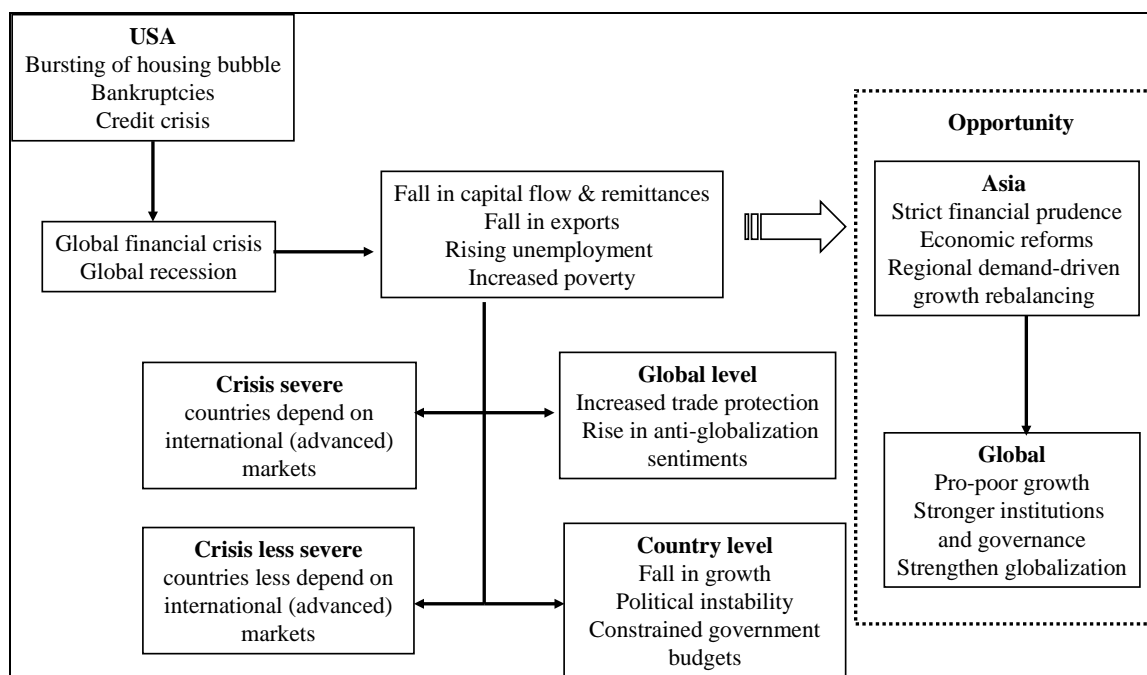 USA
Bursting of housing bubble
Bankruptcies
Credit crisis
Global financial crisis
Global recession
Fall in capital flow & remittances
Fall in exports
Rising unemployment
Increased poverty
Crisis severe
countries depend on
international (advanced)
markets
Global level
Increased trade protection
Rise in anti-globalization
sentiments
Crisis less severe
countries less depend on
international (advanced)
markets
Country level
Fall in growth
Political instability
Constrained government
budgets
Opportunity
Asia
Strict financial prudence
Economic reforms
Regional demand-driven
growth rebalancing
Global
Pro-poor growth
Stronger institutions
and governance
Strengthen globalization